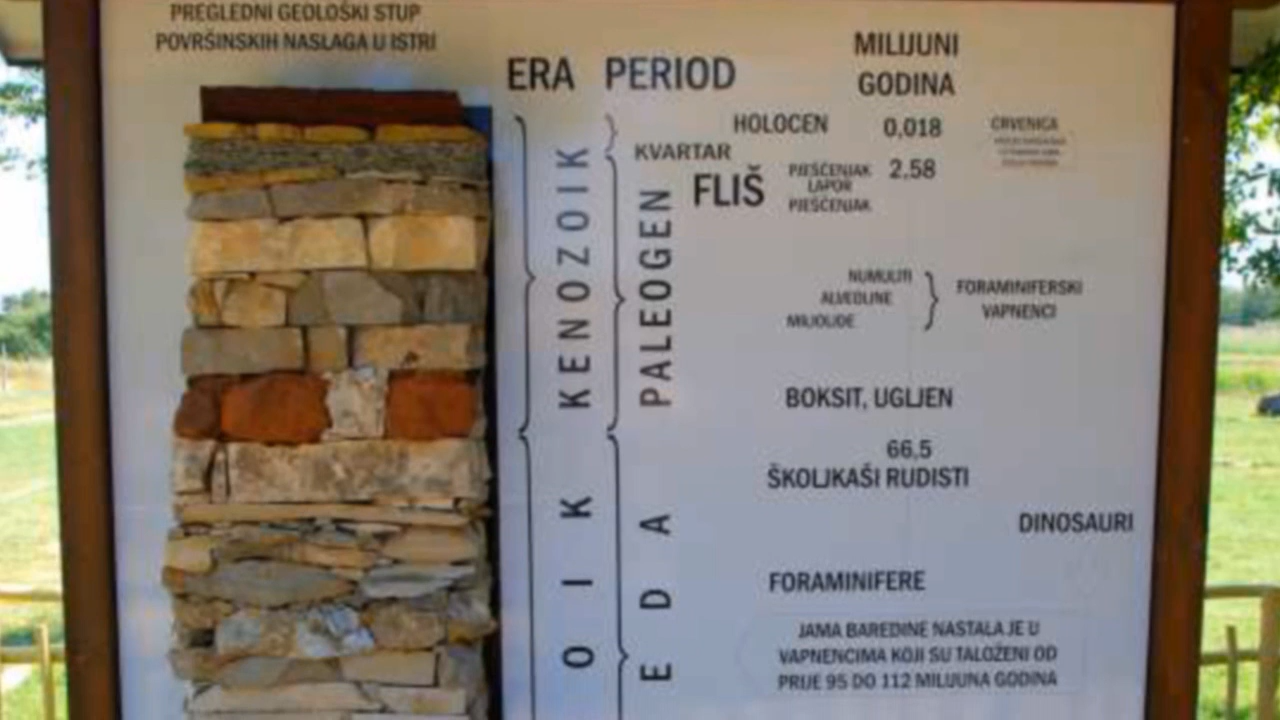 PREGLEDNI GEOLOŠKI STUP
POVRŠINSKIH NASLAGA U ISTRI
ERA PERIOD
MILIJUNI
GODINA
HOLOCEN 0,018 CRVENICA
KVARTAR
FLIŠ
PJEŠČENJAK
LAPOR
PJEŠČENJAK
2,58
KENOZOIK
PALEOGEN
NUMULITI
ALVEOLINE
MILIOLIDE
FORAMINIFERSKI
VAPNENCI
BOKSIT, UGLJEN
66,5
ŠKOLJKAŠI RUDISTI
DINOSAURI
OIK
EDA
FORAMINIFERE
JAMA BAREDINE NASTALA JE U
VAPNENCIMA KOJI SU TALOŽENI OD
PRIJE 95 DO 112 MILIJUNA GODINA